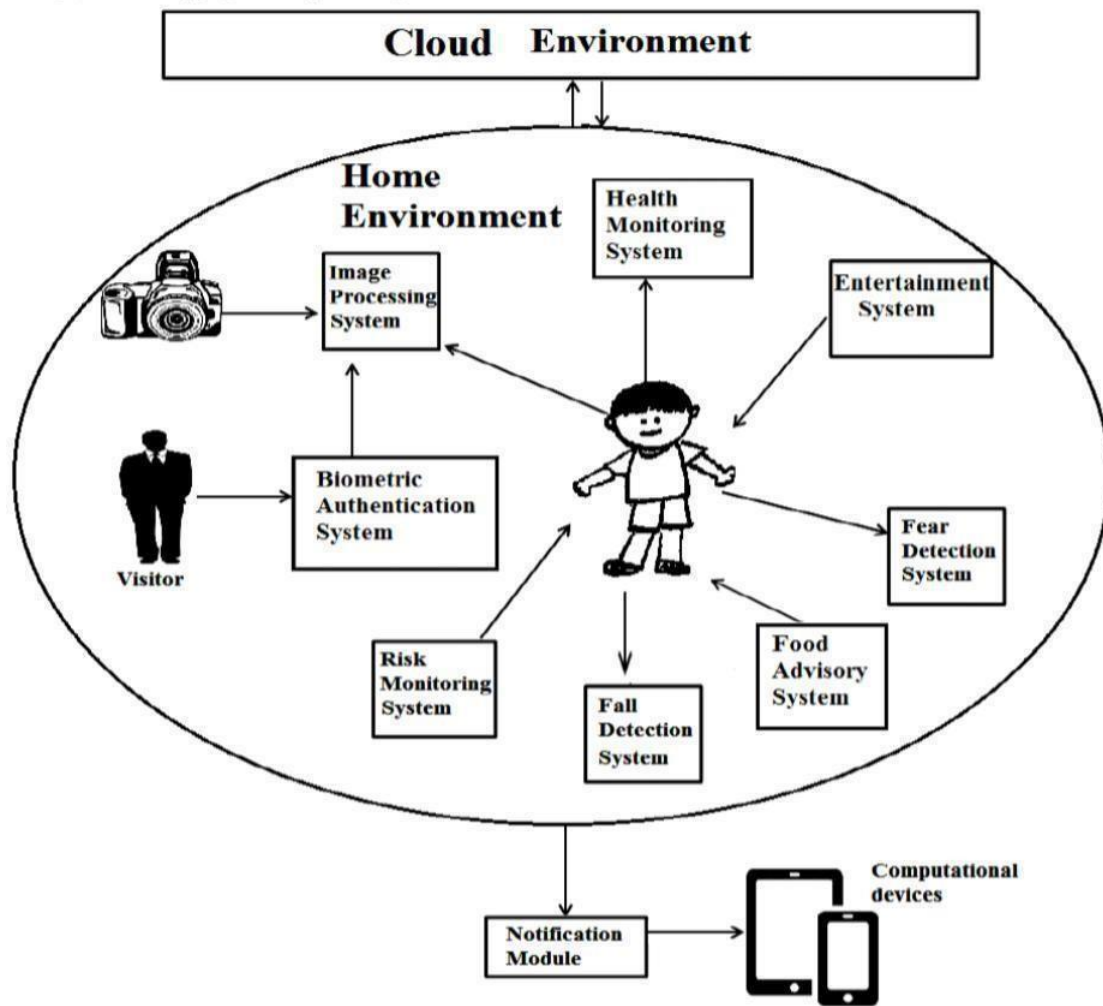 Cloud Environment
Home
Environment
Health
Monitoring
System
Image
Processing
System
Entertainment
System
Biometric
Authentication
System
Visitor
Fear
Detection
System
Risk
Monitoring
System
Food
Advisory
System
Fall
Detection
System
Computational
devices
Notification
Module